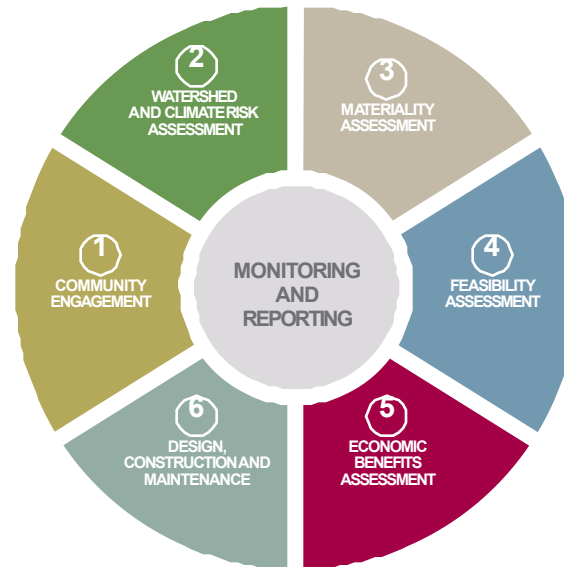 1
COMMUNITY
ENGAGEMENT
2
WATERSHED
AND CLIMATE RISK
ASSESSMENT
3
MATERIALITY
ASSESSMENT
4
FEASIBILITY
ASSESSMENT
5
ECONOMIC
BENEFITS
ASSESSMENT
6
DESIGN,
CONSTRUCTION AND
MAINTENANCE
MONITORING
AND
REPORTING